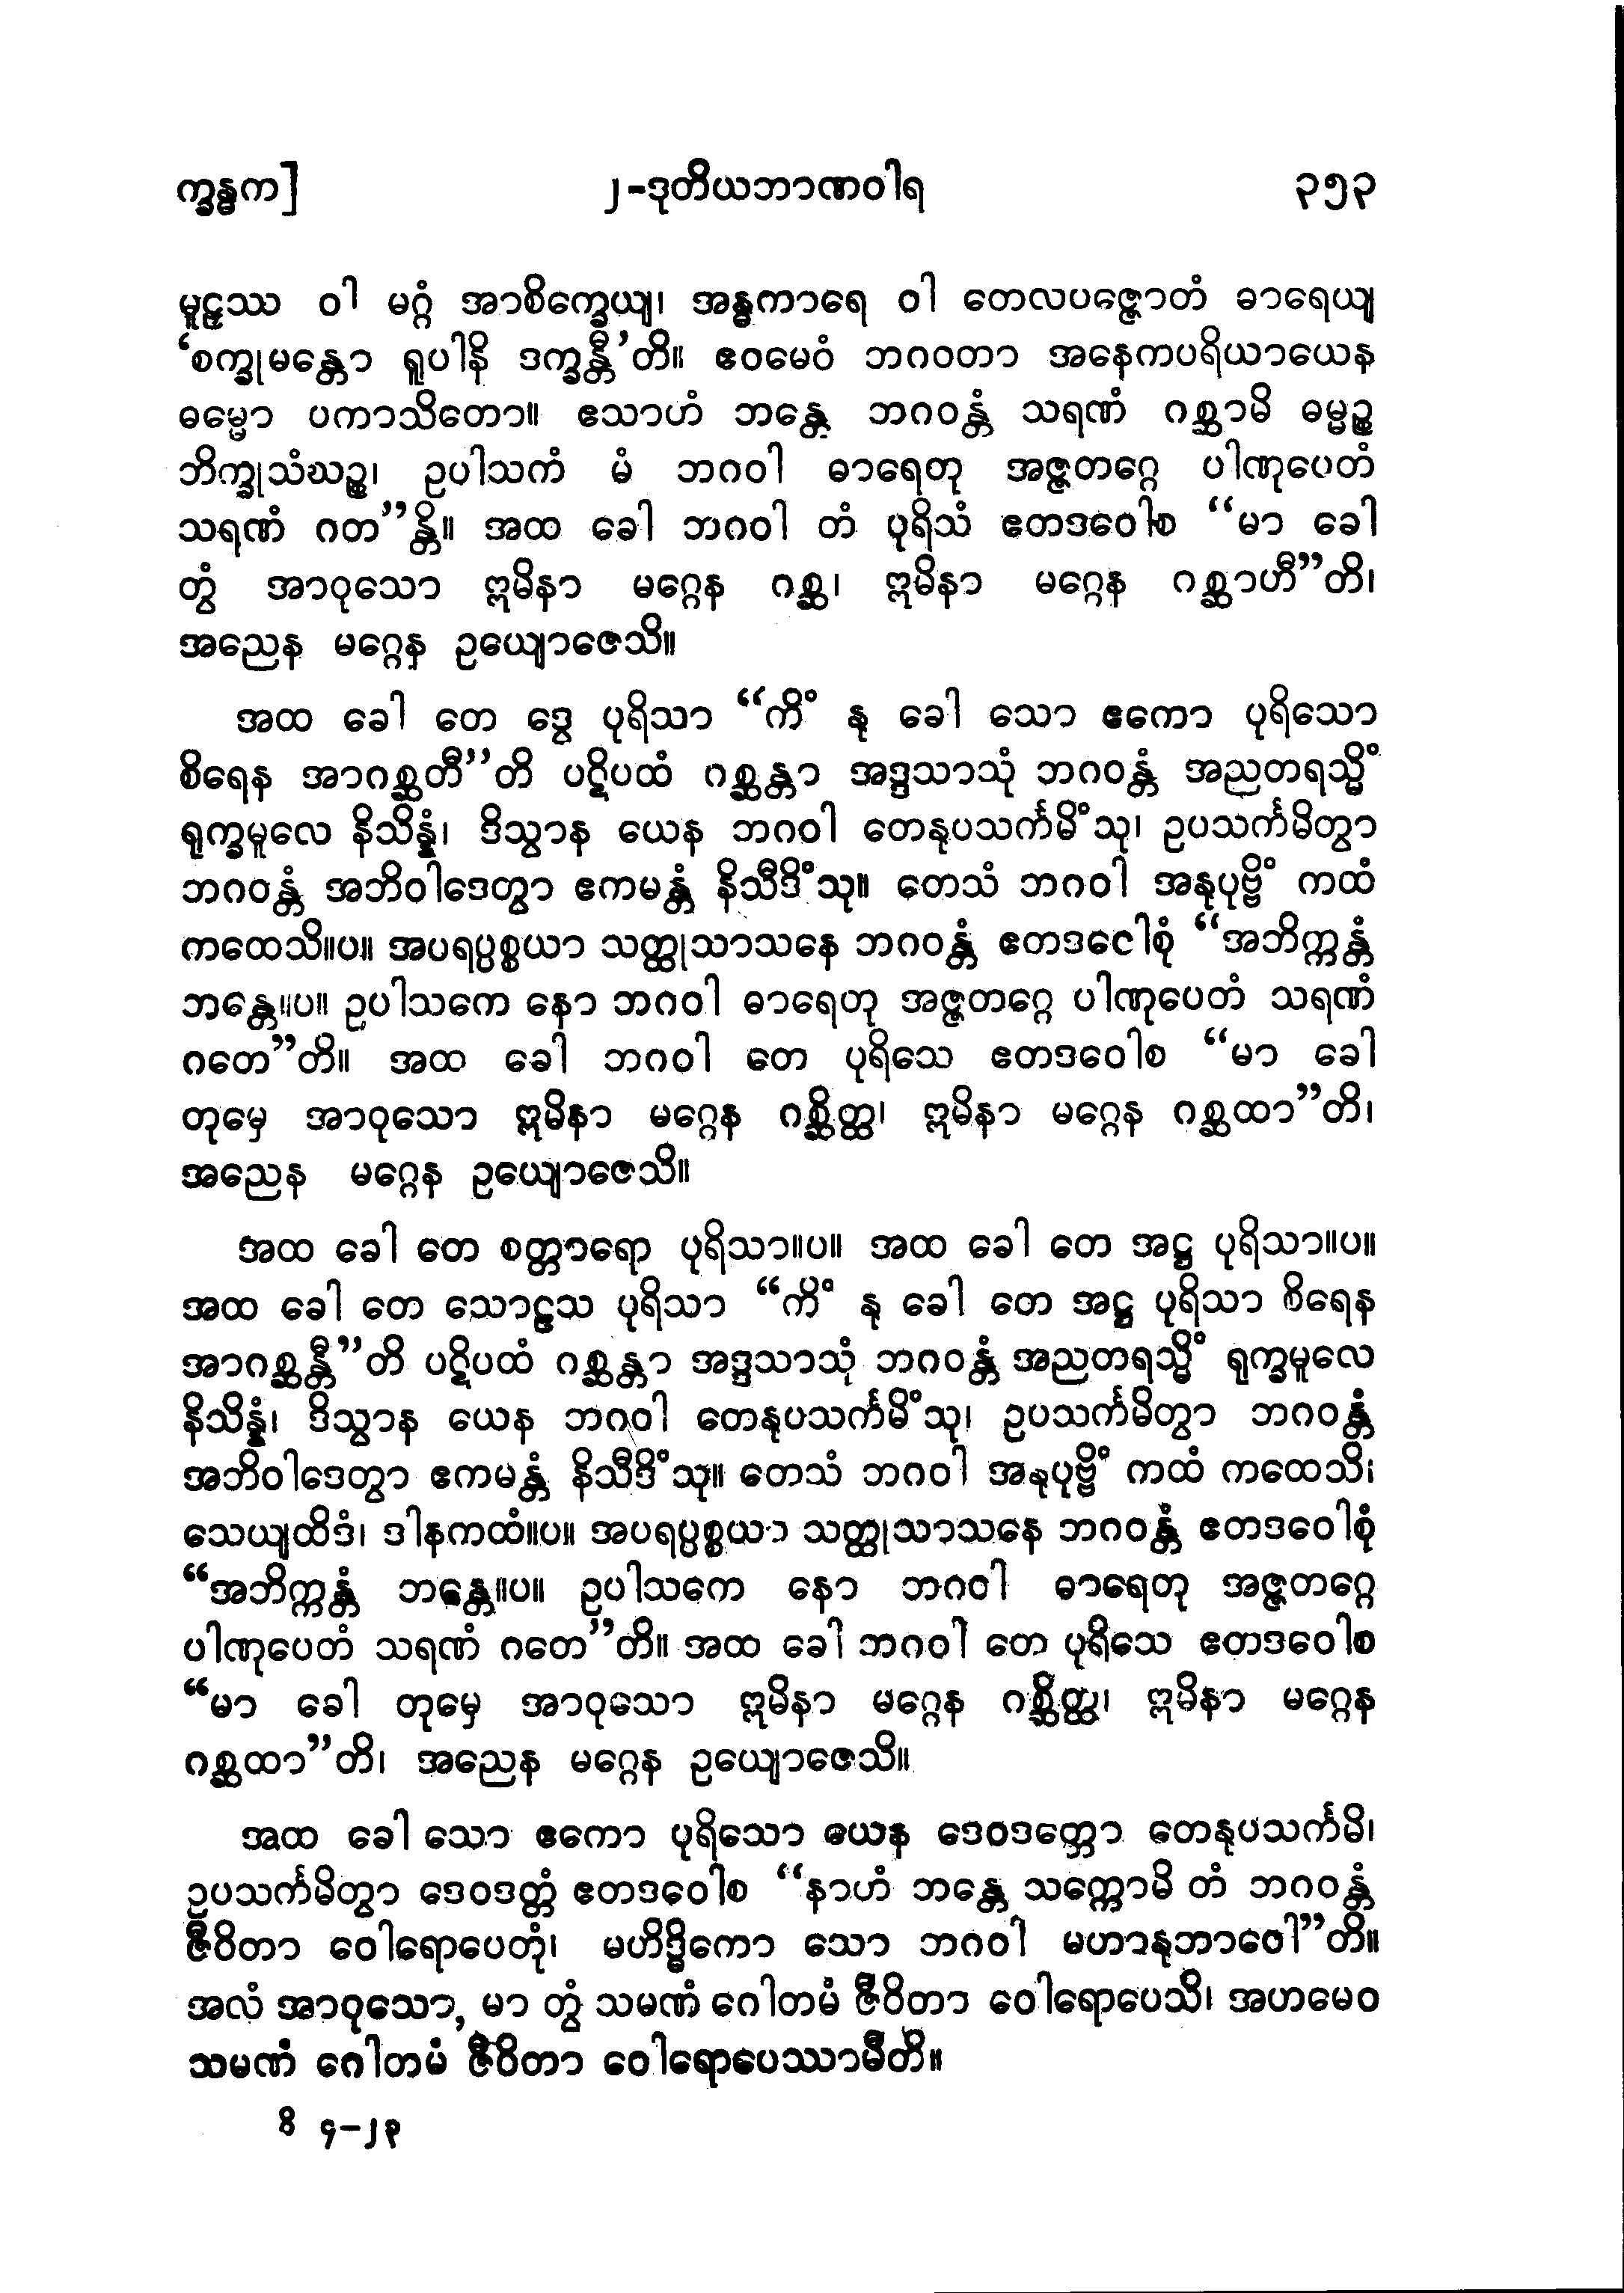 က္ခန္ဓက] ၂-ဒုတိယဘာဏဝါရ ၃၅၃
မူဠှဿ ဝါ မဂ္ဂံ အာစိက္ခေယျ၊ အန္ဓကာရေ ဝါ တေလပဇ္ဇောတံ ဓာရေယျ
‘စက္ခုမန္တော ရူပါနိ ဒက္ခန္တီ’တိ။ ဧဝမေဝံ ဘဂဝတာ အနေကပရိယာယေန
ဓမ္မော ပကာသိတော။ ဧသာဟံ ဘန္တေ ဘဂဝန္တံ သရဏံ ဂစ္ဆာမိ ဓမ္မဉ္စ
ဘိက္ခုသံဃဉ္စ၊ ဥပါသကံ မံ ဘဂဝါ ဓာရေတု အဇ္ဇတဂ္ဂေ ပါဏုပေတံ
သရဏံ ဂတ”န္တိ။ အထ ခေါ ဘဂဝါ တံ ပုရိသံ ဧတဒဝေါစ “မာ ခေါ
တွံ အာဝုသော ဣမိနာ မဂ္ဂေန ဂစ္ဆ၊ ဣမိနာ မဂ္ဂေန ဂစ္ဆာဟီ”တိ၊
အညေန မဂ္ဂေန ဥယျောဇေသိ။
အထ ခေါ တေ ဒွေ ပုရိသာ “ကိံ နု ခေါ သော ဧကော ပုရိသော
စိရေန အာဂစ္ဆတီ”တိ ပဋိပထံ ဂစ္ဆန္တာ အဒ္ဒသာသုံ ဘဂဝန္တံ အညတရသ္မိံ
ရုက္ခမူလေ နိသိန္နံ၊ ဒိသွာန ယေန ဘဂဝါ တေနုပသင်္ကမိံသု၊ ဥပသင်္ကမိတွာ
ဘဂဝန္တံ အဘိဝါဒေတွာ ဧကမန္တံ နိသီဒိံသု။ တေသံ ဘဂဝါ အနုပုဗ္ဗိံ ကထံ
ကထေသိ။ပ။ အပရပ္ပစ္စယာ သတ္ထုသာသနေ ဘဂဝန္တံ ဧတဒဝေါစုံ “အဘိက္ကန္တံ
ဘန္တေ။ပ။ ဥပါသကေ နော ဘဂဝါ ဓာရေတု အဇ္ဇတဂ္ဂေ ပါဏုပေတံ သရဏံ
ဂတေ”တိ။ အထ ခေါ ဘဂဝါ တေ ပုရိသေ ဧတဒဝေါစ “မာ ခေါ
တုမှေ အာဝုသော ဣမိနာ မဂ္ဂေန ဂစ္ဆိတ္ထ၊ ဣမိနာ မဂ္ဂေန ဂစ္ဆထာ”တိ၊
အညေန မဂ္ဂေန ဥယျောဇေသိ။
အထ ခေါ တေ စတ္တာရော ပုရိသာ။ပ။ အထ ခေါ တေ အဋ္ဌ ပုရိသာ။ပ။
အထ ခေါ တေ သောဠသ ပုရိသာ “ကိံ နု ခေါ တေ အဋ္ဌ ပုရိသာ စိရေန
အာဂစ္ဆန္တီ”တိ ပဋိပထံ ဂစ္ဆန္တာ အဒ္ဒသာသုံ ဘဂဝန္တံ အညတရသ္မိံ ရုက္ခမူလေ
နိသိန္နံ၊ ဒိသွာန ယေန ဘဂဝါ တေနုပသင်္ကမိံသု၊ ဥပသင်္ကမိတွာ ဘဂဝန္တံ
အဘိဝါဒေတွာ ဧကမန္တံ နိသီဒိံသု။ တေသံ ဘဂဝါ အနုပုဗ္ဗိံ ကထံ ကထေသိ၊
သေယျထိဒံ၊ ဒါနကထံ။ပ။ အပရပ္ပစ္စယာ သတ္ထုသာသနေ ဘဂဝန္တံ ဧတဒဝေါစုံ
“အဘိက္ကန္တံ ဘန္တေ။ပ။ ဥပါသကေ နော ဘဂဝါ ဓာရေတု အဇ္ဇတဂ္ဂေ
ပါဏုပေတံ သရဏံ ဂတေ”တိ။ အထ ခေါ ဘဂဝါ တေ ပုရိသေ ဧတဒဝေါစ
“မာ ခေါ တုမှေ အာဝုသော ဣမိနာ မဂ္ဂေန ဂစ္ဆိတ္ထ၊ ဣမိနာ မဂ္ဂေန
ဂစ္ဆထာ”တိ၊ အညေန မဂ္ဂေန ဥယျောဇေသိ။
အထ ခေါ သော ဧကော ပုရိသော ယေန ဒေဝဒတ္တော တေနုပသင်္ကမိ၊
ဥပသင်္ကမိတွာ ဒေဝဒတ္တံ ဧတဒဝေါစ “နာဟံ ဘန္တေ သက္ကောမိ တံ ဘဂဝန္တံ
ဇီဝိတာ ဝေါရောပေတုံ၊ မဟိဒ္ဓိကော သော ဘဂဝါ မဟာနုဘာဝေါ”တိ။
အလံ အာဝုသော, မာ တွံ သမဏံ ဂေါတမံ ဇီဝိတာ ဝေါရောပေသိ၊ အဟမေဝ
သမဏံ ဂေါတမံ ဇီဝိတာ ဝေါရောပေဿာမီတိ။
ဝိ ၄–၂၃